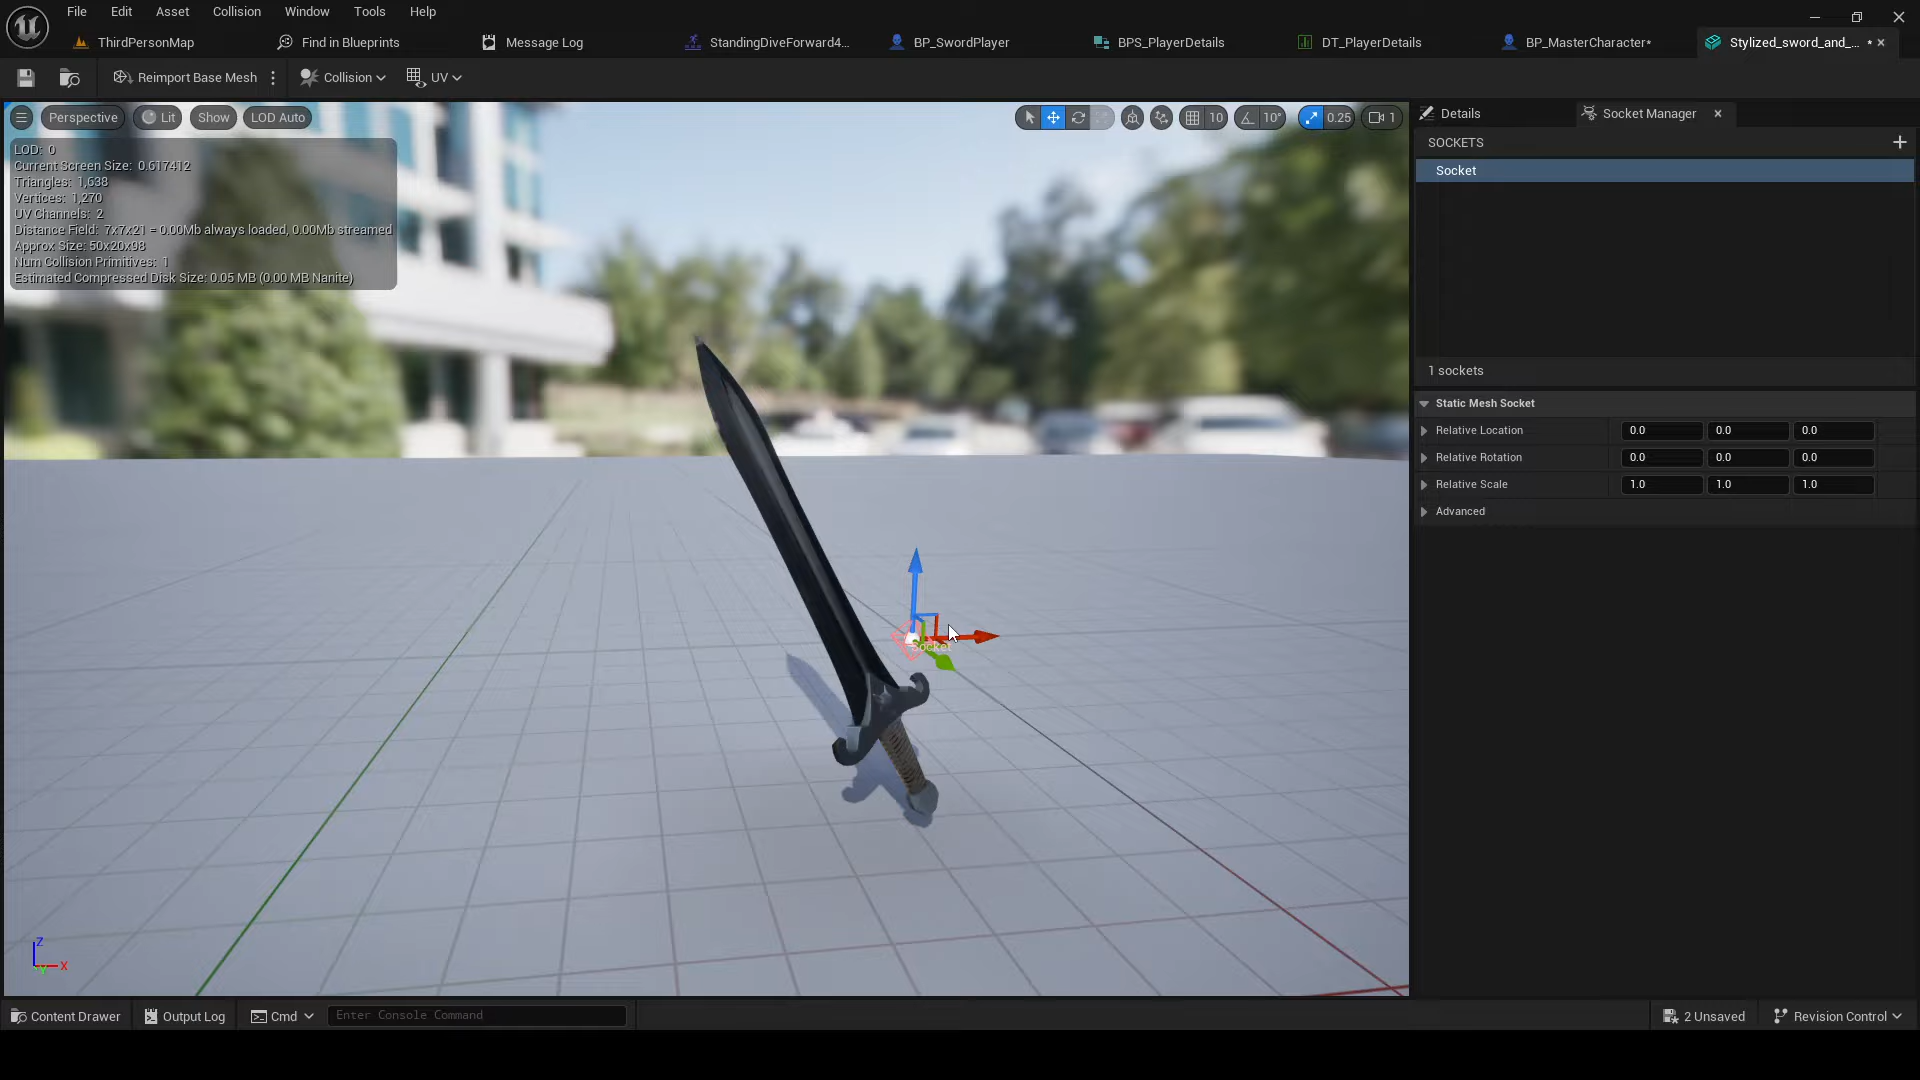 File Edit Asset Collision Window Tools Help
ThirdPersonMap Find in Blueprints Message Log StandingDiveForward4... BP_SwordPlayer BPS_PlayerDetails DT_PlayerDetails BP_MasterCharacter* Stylized_sword_and_... *
Reimport Base Mesh Collision UV
Perspective Lit Show LOD Auto 10 10° 0.25 1
LOD: 0
Current Screen Size: 0.617412
Triangles: 1,638
Vertices: 1,270
UV Channels: 2
Distance Field: 7x7x21 = 0.00Mb always loaded, 0.00Mb streamed
Approx Size: 50x20x98
Num Collision Primitives: 1
Estimated Compressed Disk Size: 0.05 MB (0.00 MB Nanite)
Socket
Z
Y
X
Details Socket Manager
SOCKETS
Socket
1 sockets
Static Mesh Socket
Relative Location 0.0 0.0 0.0
Relative Rotation 0.0 0.0 0.0
Relative Scale 1.0 1.0 1.0
Advanced
Content Drawer Output Log Cmd Enter Console Command 2 Unsaved Revision Control